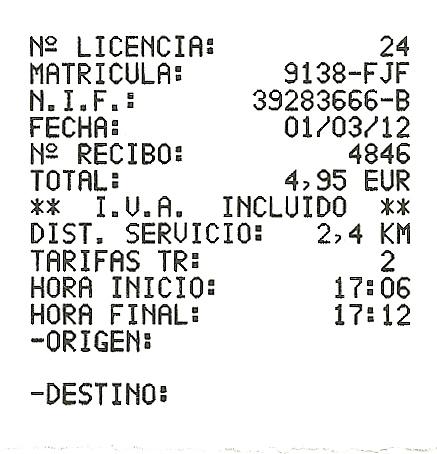 Nº LICENCIA: 24
MATRICULA: 9138-FJF
N.I.F.: 39283666-B
FECHA: 01/03/12
Nº RECIBO: 4846
TOTAL: 4,95 EUR
** I.V.A. INCLUIDO **
DIST. SERVICIO: 2,4 KM
TARIFAS TR: 2
HORA INICIO: 17:06
HORA FINAL: 17:12
-ORIGEN:
-DESTINO: